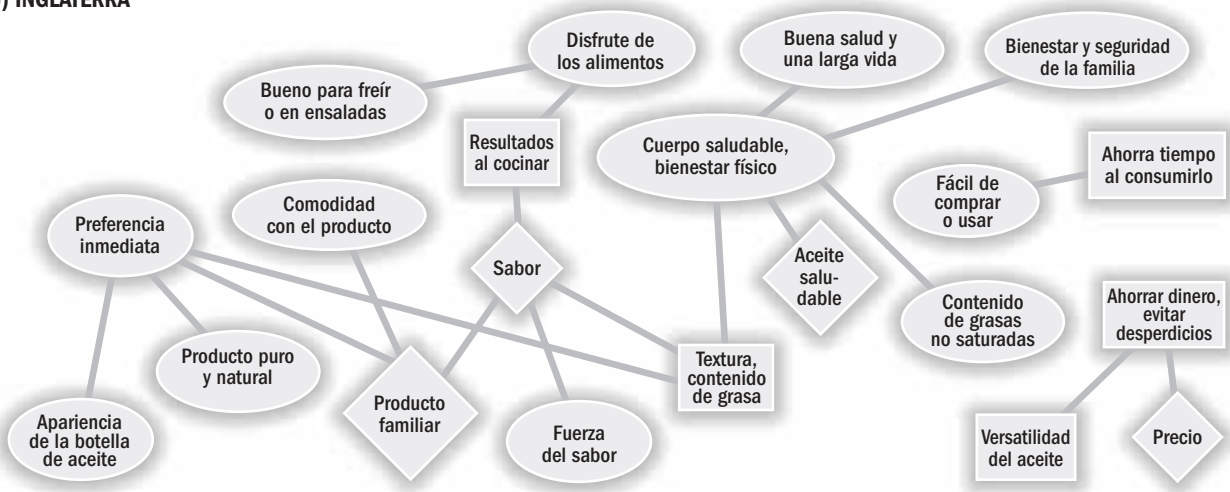 INGLATERRA
Disfrute de
los alimentos
Buena salud y
una larga vida
Bienestar y seguridad
de la familia
Bueno para freír
o en ensaladas
Resultados
al cocinar
Cuerpo saludable,
bienestar físico
Ahorra tiempo
al consumirlo
Fácil de
comprar
o usar
Comodidad
con el producto
Preferencia
inmediata
Sabor
Aceite
salu-
dable
Contenido
de grasas
no saturadas
Ahorrar dinero,
evitar
desperdicios
Producto puro
y natural
Textura,
contenido
de grasa
Producto
familiar
Apariencia
de la botella
de aceite
Fuerza
del sabor
Versatilidad
del aceite
Precio